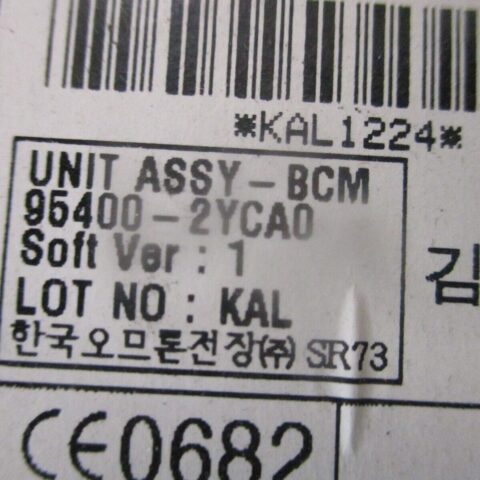 *KAL1224*
UNIT ASSY-BCM
95400-2YCA0
Soft Ver : 1
LOT NO : KAL
김
한국오므론전장(주) SIR73
CE0682